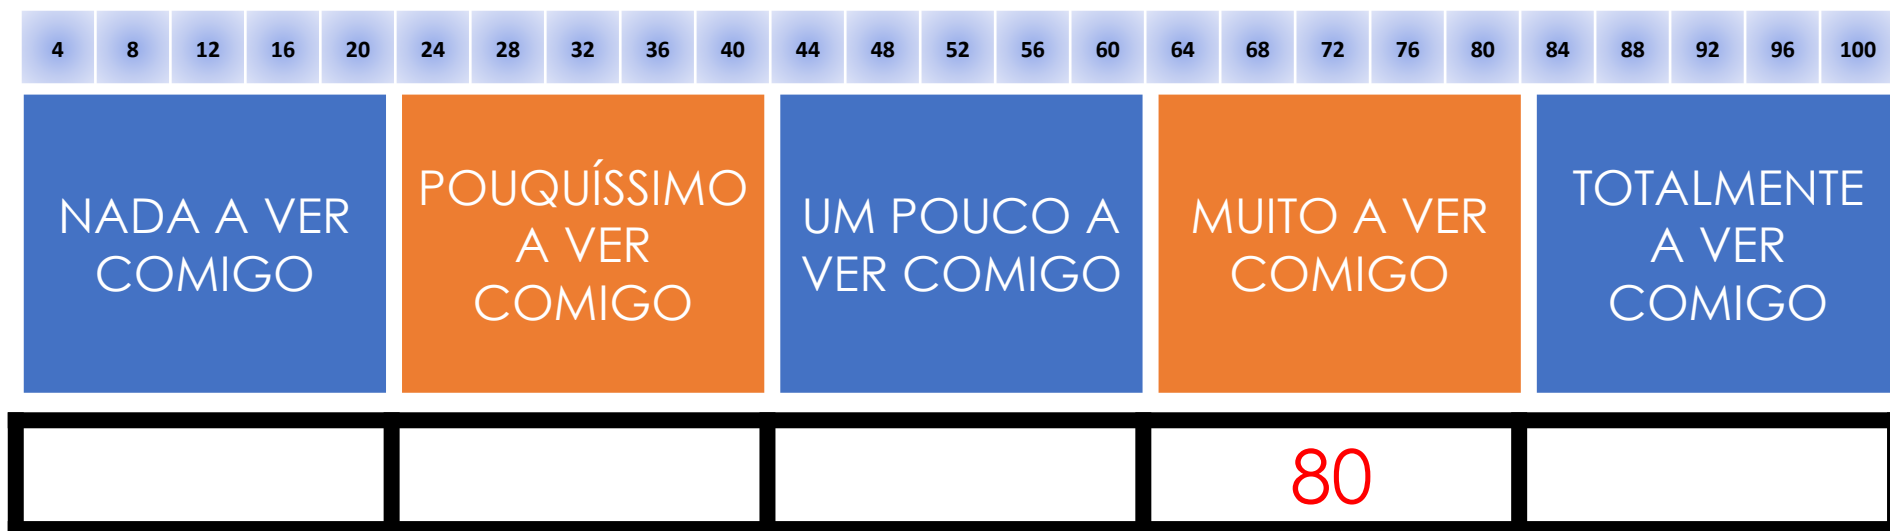 4 8 12 16 20 24 28 32 36 40 44 48 52 56 60 64 68 72 76 80 84 88 92 96 100
NADA A VER
COMIGO
POUQUÍSSIMO
A VER
COMIGO
UM POUCO A
VER COMIGO
MUITO A VER
COMIGO
TOTALMENTE
A VER
COMIGO
80